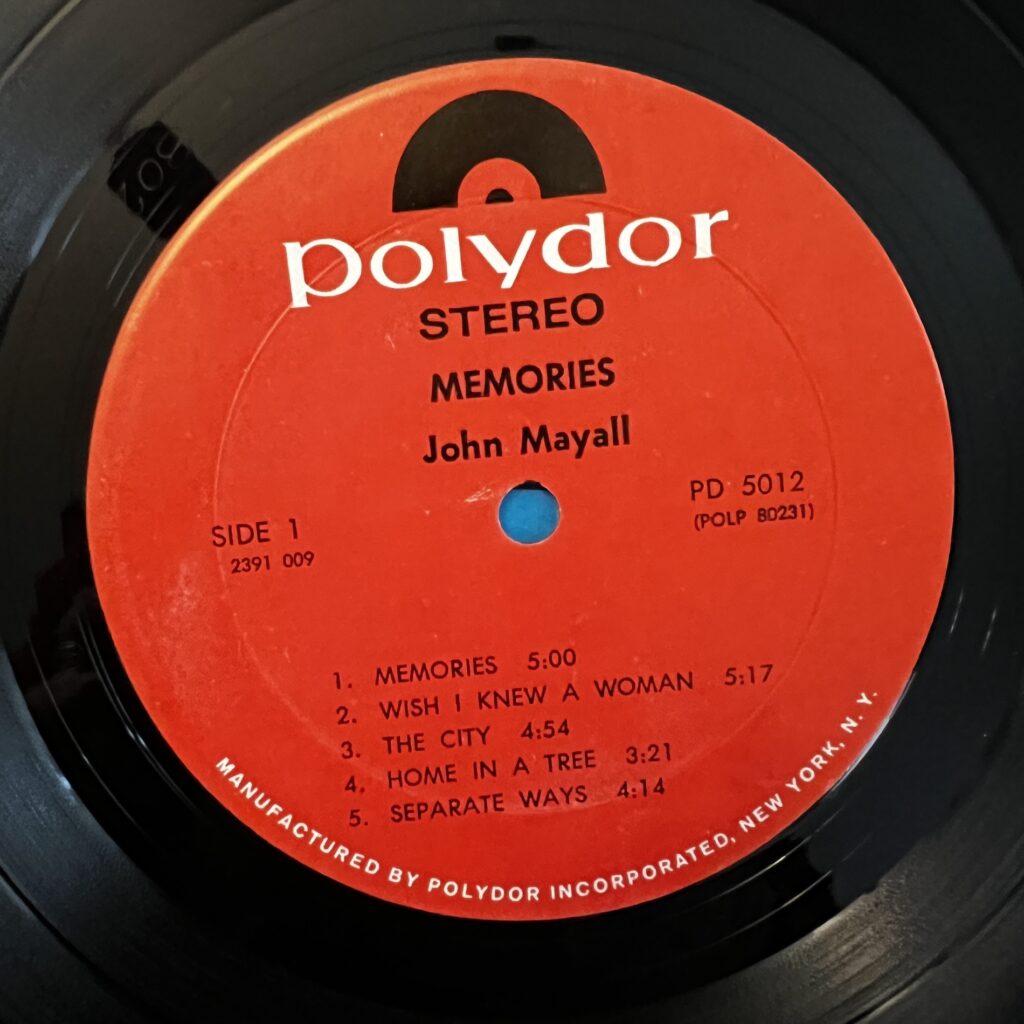 polydor
STEREO
MEMORIES
John Mayall
SIDE 1
2391 009
PD 5012
(POLP 80231)
1. MEMORIES 5:00
2. WISH I KNEW A WOMAN 5:17
3. THE CITY 4:54
4. HOME IN A TREE 3:21
5. SEPARATE WAYS 4:14
MANUFACTURED BY POLYDOR INCORPORATED, NEW YORK, N. Y.